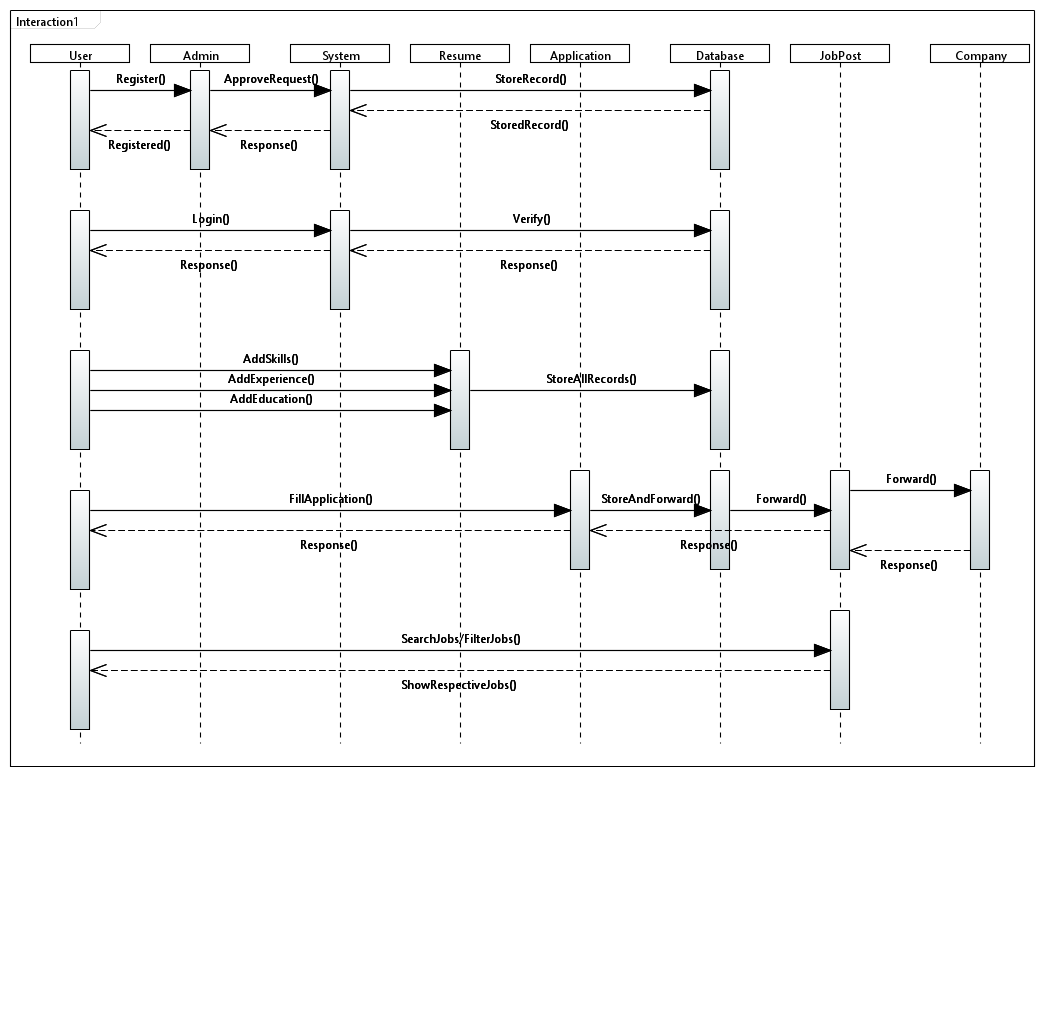 Interaction1
User Admin System Resume Application Database JobPost Company
Register() ApproveRequest() StoreRecord()
StoredRecord()
Registered() Response()
Login() Verify()
Response() Response()
AddSkills()
AddExperience() StoreAllRecords()
AddEducation()
Forward()
FillApplication() StoreAndForward() Forward()
Response() Response()
Response()
SearchJobs/FilterJobs()
ShowRespectiveJobs()